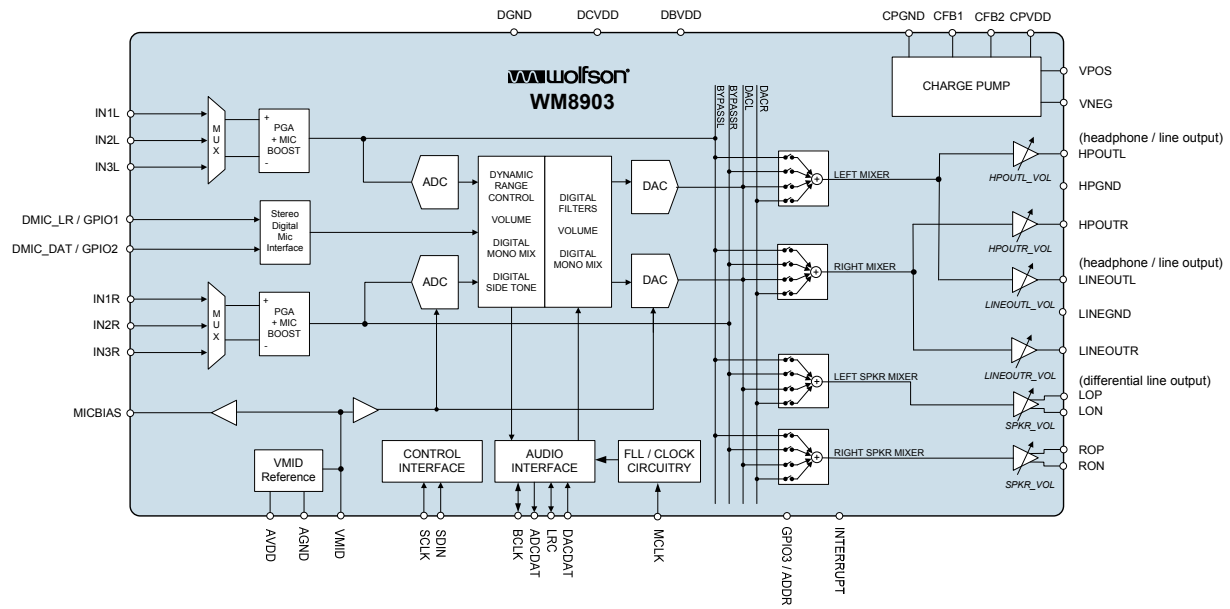 DGND
DCVDD
DBVDD
CPGND
CFB1
CFB2
CPVDD
wolfson
WM8903
CHARGE PUMP
VPOS
VNEG
IN1L
IN2L
IN3L
MUX
+
PGA
+ MIC
BOOST
-
BYPASSL
BYPASSR
DACL
DACR
ADC
DYNAMIC
RANGE
CONTROL
VOLUME
DIGITAL
MONO MIX
DIGITAL
SIDE TONE
DIGITAL
FILTERS
VOLUME
DIGITAL
MONO MIX
DAC
+
LEFT MIXER
HPOUTL_VOL
(headphone / line output)
HPOUTL
HPGND
DMIC_LR / GPIO1
DMIC_DAT / GPIO2
Stereo
Digital
Mic
Interface
HPOUTR_VOL
HPOUTR
ADC
DAC
+
RIGHT MIXER
LINEOUTL_VOL
(headphone / line output)
LINEOUTL
LINEGND
IN1R
IN2R
IN3R
MUX
+
PGA
+ MIC
BOOST
-
LINEOUTR
LINEOUTR_VOL
+
LEFT SPKR MIXER
(differential line output)
LOP
LON
SPKR_VOL
MICBIAS
VMID
Reference
CONTROL
INTERFACE
AUDIO
INTERFACE
FLL / CLOCK
CIRCUITRY
+
RIGHT SPKR MIXER
ROP
RON
SPKR_VOL
AVDD
AGND
VMID
SCLK
SDIN
BCLK
ADCDAT
LRC
DACDAT
MCLK
GPIO3 / ADDR
INTERRUPT